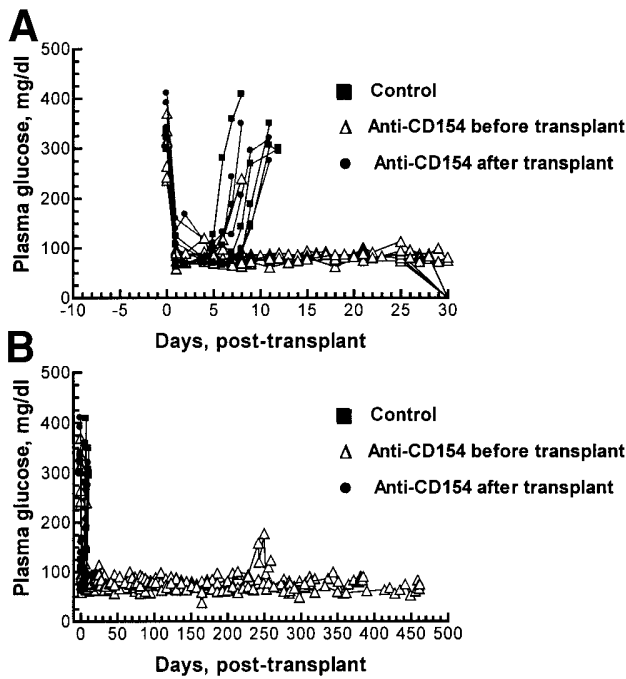 A
500
400
300
200
100
0
Plasma glucose, mg/dl
-10 -5 0 5 10 15 20 25 30
Days, post-transplant
Control
Anti-CD154 before transplant
Anti-CD154 after transplant
B
500
400
300
200
100
0
Plasma glucose, mg/dl
0 50 100 150 200 250 300 350 400 450 500
Days, post-transplant
Control
Anti-CD154 before transplant
Anti-CD154 after transplant